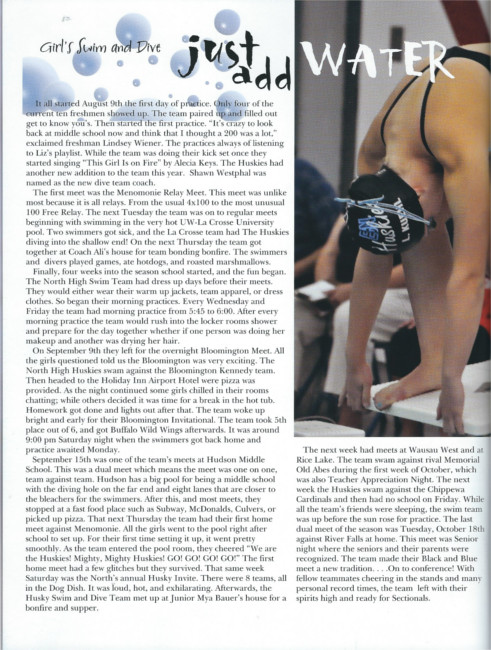 Girl's Swim and Dive
just add WATER
It all started August 9th the first day of practice. Only four of the
current ten freshmen showed up. The team paired up and filled out
get to know you's. Then started the first practice. "It's crazy to look
back at middle school now and think that I thought a 200 was a lot,"
exclaimed freshman Lindsey Wiener. The practices always of listening
to Liz's playlist. While the team was doing their kick set once they
started singing "This Girl Is on Fire" by Alecia Keys. The Huskies had
another new addition to the team this year. Shawn Westphal was
named as the new dive team coach.
The first meet was the Menomonie Relay Meet. This meet was unlike
most because it is all relays. From the usual 4x100 to the most unusual
100 Free Relay. The next Tuesday the team was on to regular meets
beginning with swimming in the very hot UW-La Crosse University
pool. Two swimmers got sick, and the La Crosse team had The Huskies
diving into the shallow end! On the next Thursday the team got
together at Coach Ali's house for team bonding bonfire. The swimmers
and divers played games, ate hotdogs, and roasted marshmallows.
Finally, four weeks into the season school started, and the fun began.
The North High Swim Team had dress up days before their meets.
They would either wear their warm up jackets, team apparel, or dress
clothes. So began their morning practices. Every Wednesday and
Friday the team had morning practice from 5:45 to 6:00. After every
morning practice the team would rush into the locker rooms shower
and prepare for the day together whether if one person was doing her
makeup and another was drying her hair.
On September 9th they left for the overnight Bloomington Meet. All
the girls questioned told us the Bloomington was very exciting. The
North High Huskies swam against the Bloomington Kennedy team.
Then headed to the Holiday Inn Airport Hotel were pizza was
provided. As the night continued some girls chilled in their rooms
chatting; while others decided it was time for a break in the hot tub.
Homework got done and lights out after that. The team woke up
bright and early for their Bloomington Invitational. The team took 5th
place out of 6, and got Buffalo Wild Wings afterwards. It was around
9:00 pm Saturday night when the swimmers got back home and
practice awaited Monday.
September 15th was one of the team's meets at Hudson Middle
School. This was a dual meet which means the meet was one on one,
team against team. Hudson has a big pool for being a middle school
with the diving hole on the far end and eight lanes that are closer to
the bleachers for the swimmers. After this, and most meets, they
stopped at a fast food place such as Subway, McDonalds, Culvers, or
picked up pizza. That next Thursday the team had their first home
meet against Menomonie. All the girls went to the pool right after
school to set up. For their first time setting it up, it went pretty
smoothly. As the team entered the pool room, they cheered "We are
the Huskies! Mighty, Mighty Huskies! GO! GO! GO! GO!" The first
home meet had a few glitches but they survived. That same week
Saturday was the North's annual Husky Invite. There were 8 teams, all
in the Dog Dish. It was loud, hot, and exhilarating. Afterwards, the
Husky Swim and Dive Team met up at Junior Mya Bauer's house for a
bonfire and supper.
The next week had meets at Wausau West and at
Rice Lake. The team swam against rival Memorial
Old Abes during the first week of October, which
was also Teacher Appreciation Night. The next
week the Huskies swam against the Chippewa
Cardinals and then had no school on Friday. While
all the team's friends were sleeping, the swim team
was up before the sun rose for practice. The last
dual meet of the season was Tuesday, October 18th
against River Falls at home. This meet was Senior
night where the seniors and their parents were
recognized. The team made their Black and Blue
meet a new tradition. . . .On to conference! With
fellow teammates cheering in the stands and many
personal record times, the team left with their
spirits high and ready for Sectionals.
Huskies